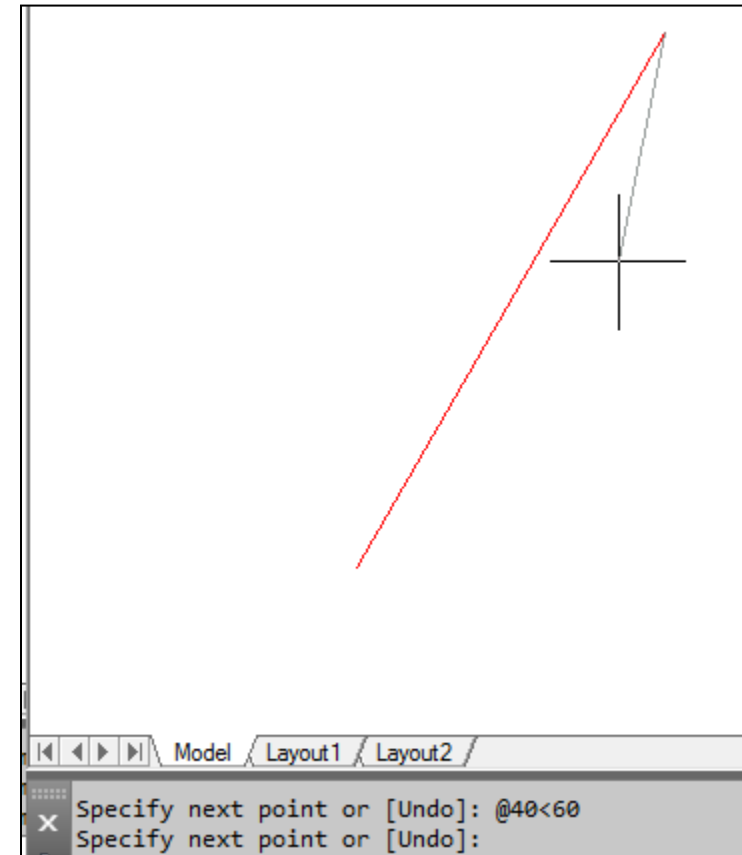 Model Layout1 Layout2
Specify next point or [Undo]: @40<60
Specify next point or [Undo]: